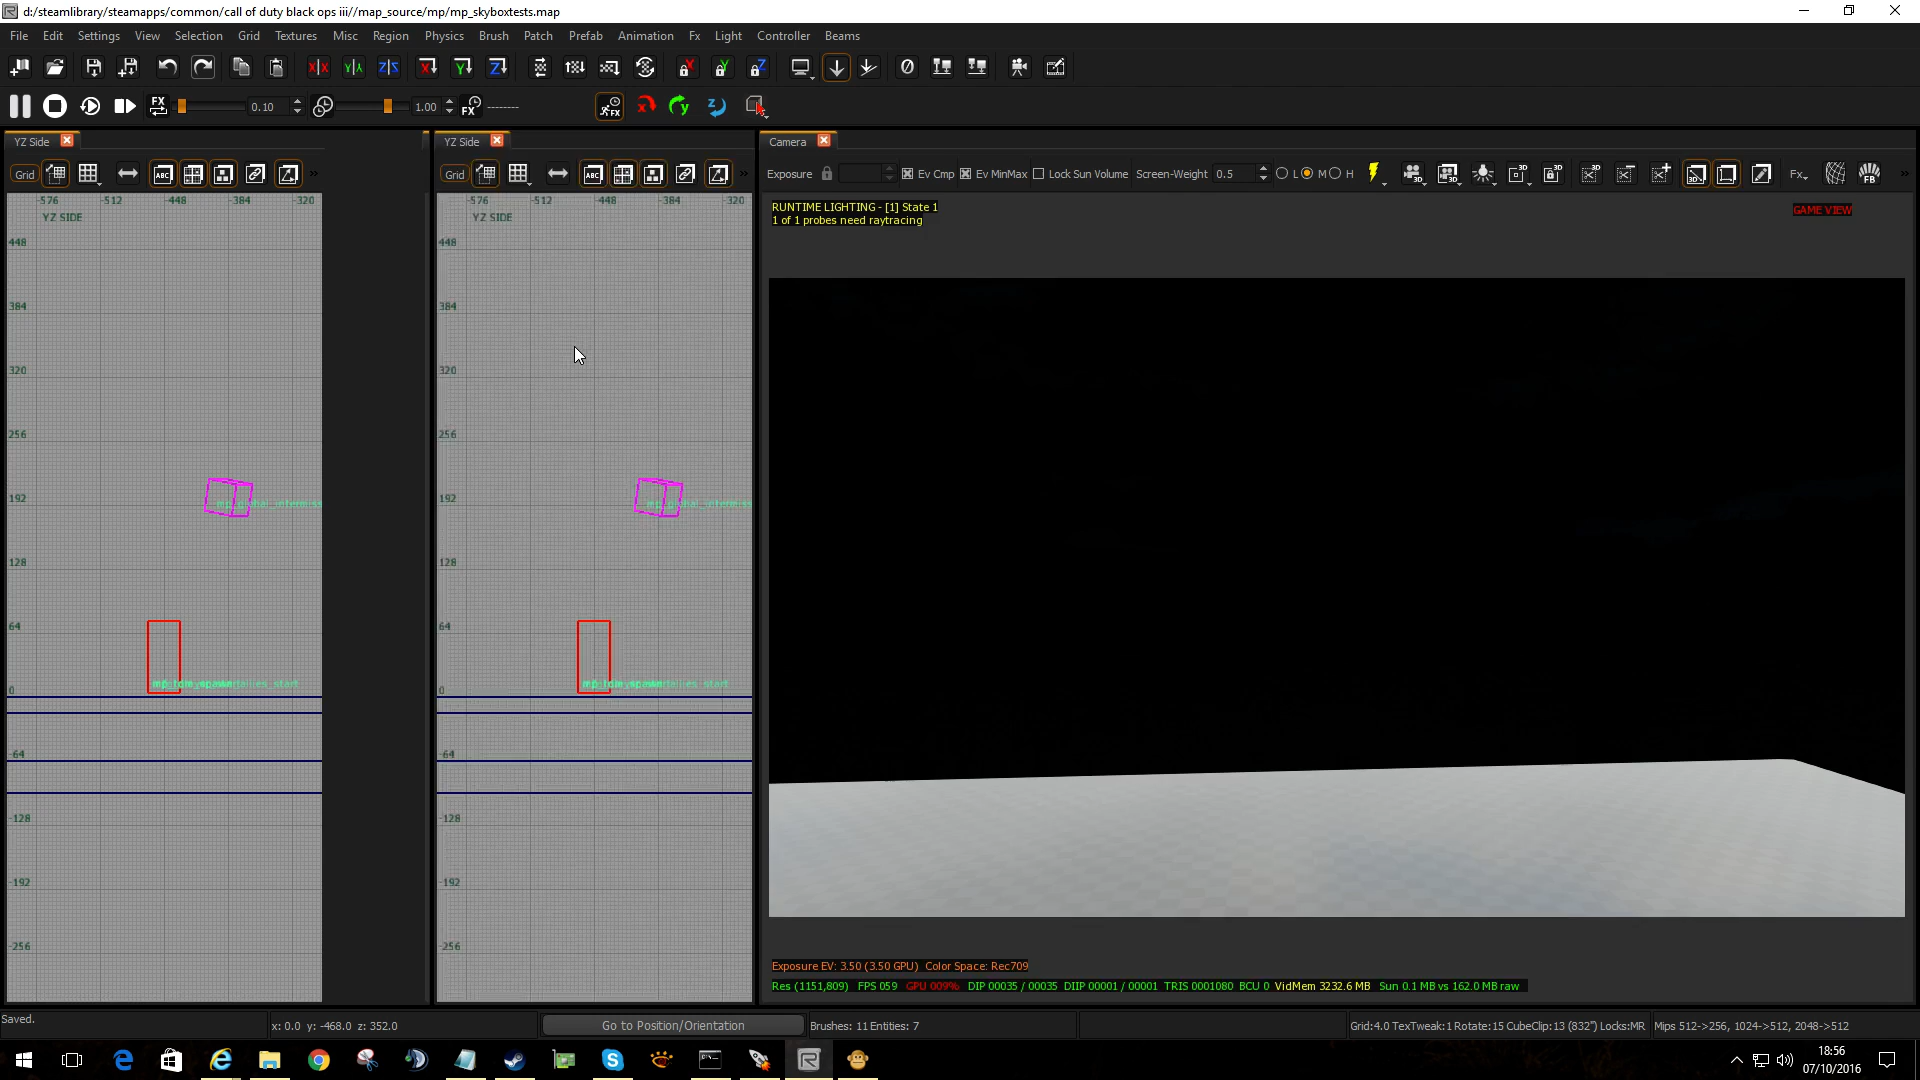 d:/steamlibrary/steamapps/common/call of duty black ops iii//map_source/mp/mp_skyboxtests.map
File Edit Settings View Selection Grid Textures Misc Region Physics Brush Patch Prefab Animation Fx Light Controller Beams
FX 0.10 1.00 FX --------
YZ Side
YZ Side
Camera
Grid ABC
Grid ABC
Exposure Ev Cmp Ev MinMax Lock Sun Volume Screen-Weight 0.5 L M H Fx FB
-576 -512 -448 -384 -320
YZ SIDE
448
384
320
256
192
128
64
0
-64
-128
-192
-256
-576 -512 -448 -384 -320
YZ SIDE
448
384
320
256
192
128
64
0
-64
-128
-192
-256
mp_global_intermiss
mp_global_intermiss
RUNTIME LIGHTING - [1] State 1
1 of 1 probes need raytracing
GAME VIEW
Exposure EV: 3.50 (3.50 GPU) Color Space: Rec709
Res (1151,809) FPS 059 GPU 009% DIP 00035 / 00035 DIIP 00001 / 00001 TRIS 0001080 BCU 0 VidMem 3232.6 MB Sun 0.1 MB vs 162.0 MB raw
Saved.
x: 0.0 y: -468.0 z: 352.0
Go to Position/Orientation
Brushes: 11 Entities: 7
Grid:4.0 TexTweak:1 Rotate:15 CubeClip:13 (832") Locks:MR
Mips 512->256, 1024->512, 2048->512
18:56
07/10/2016